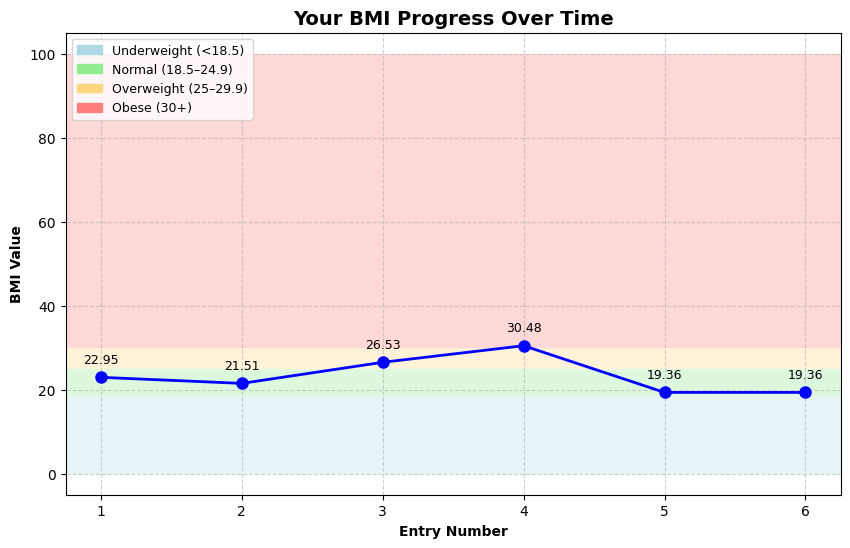 Your BMI Progress Over Time
Underweight (<18.5)
Normal (18.5–24.9)
Overweight (25–29.9)
Obese (30+)
100
80
60
40
20
0
BMI Value
22.95
21.51
26.53
30.48
19.36
19.36
1
2
3
4
5
6
Entry Number